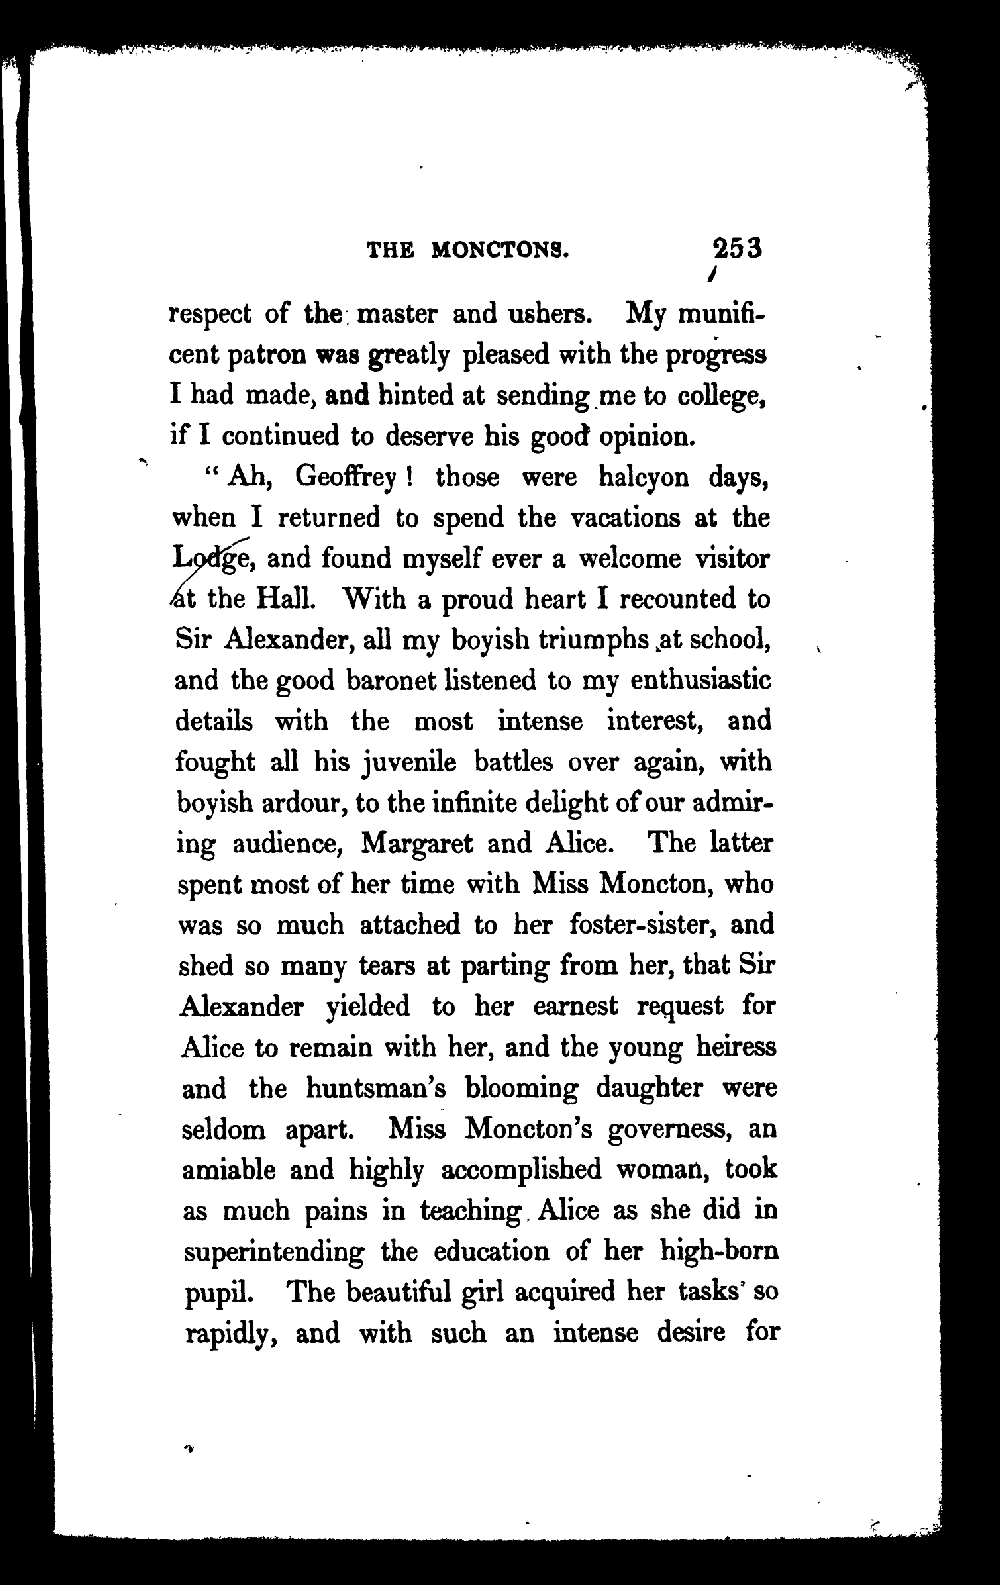 THE MONCTONS. 253
respect of the master and ushers. My munifi-
cent patron was greatly pleased with the progress
I had made, and hinted at sending me to college,
if I continued to deserve his good opinion.
“ Ah, Geoffrey ! those were halcyon days,
when I returned to spend the vacations at the
Lodge, and found myself ever a welcome visitor
at the Hall. With a proud heart I recounted to
Sir Alexander, all my boyish triumphs at school,
and the good baronet listened to my enthusiastic
details with the most intense interest, and
fought all his juvenile battles over again, with
boyish ardour, to the infinite delight of our admir-
ing audience, Margaret and Alice. The latter
spent most of her time with Miss Moncton, who
was so much attached to her foster-sister, and
shed so many tears at parting from her, that Sir
Alexander yielded to her earnest request for
Alice to remain with her, and the young heiress
and the huntsman’s blooming daughter were
seldom apart. Miss Moncton’s governess, an
amiable and highly accomplished woman, took
as much pains in teaching Alice as she did in
superintending the education of her high-born
pupil. The beautiful girl acquired her tasks so
rapidly, and with such an intense desire for